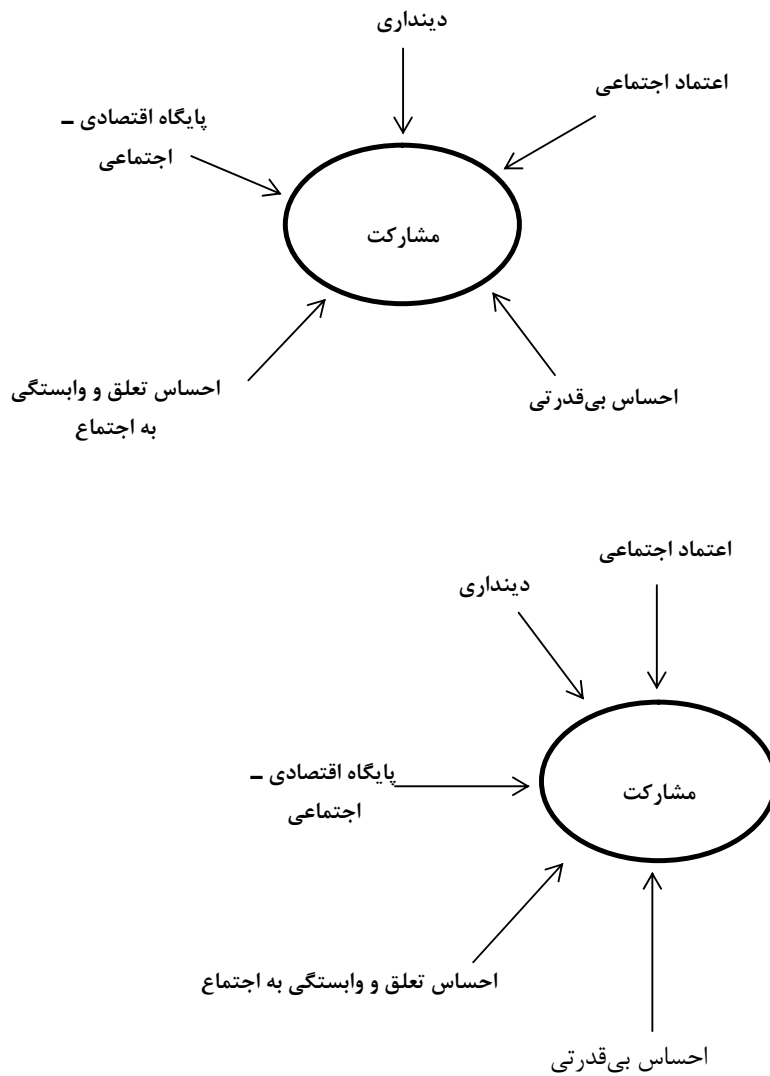 دینداری
اعتماد اجتماعی
پایگاه اقتصادی ـ
اجتماعی
مشارکت
احساس تعلق و وابستگی
به اجتماع
احساس بی‌قدرتی
اعتماد اجتماعی
دینداری
پایگاه اقتصادی ـ
اجتماعی
مشارکت
احساس تعلق و وابستگی به اجتماع
احساس بی‌قدرتی